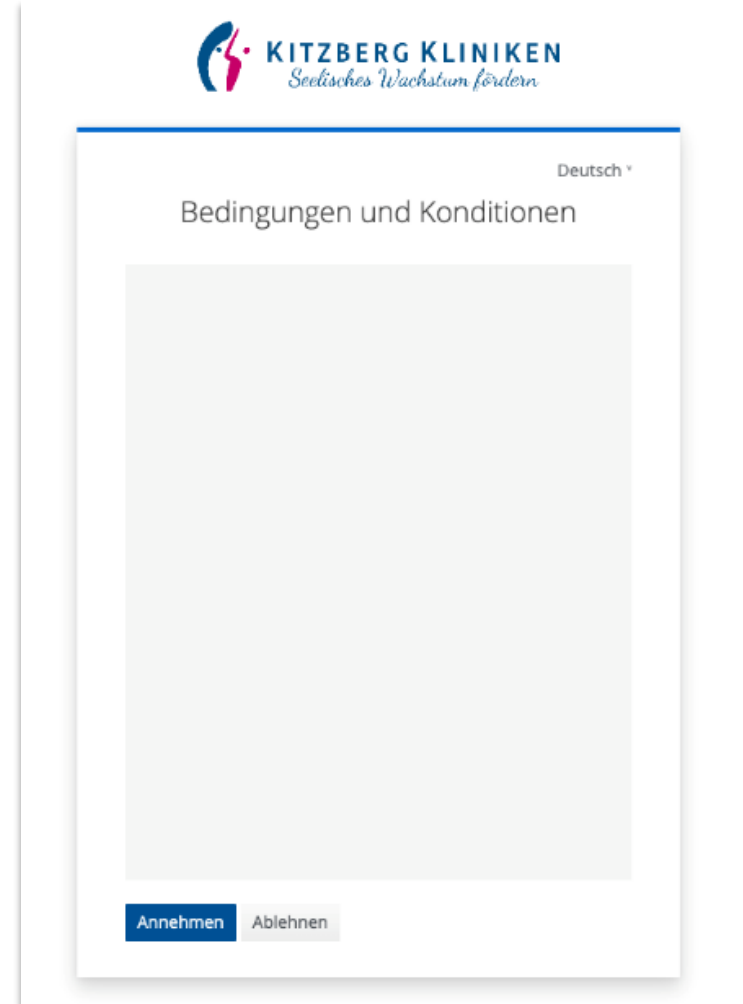 KITZBERG KLINIKEN
Seelisches Wachstum fördern
Deutsch
Bedingungen und Konditionen
Annehmen
Ablehnen